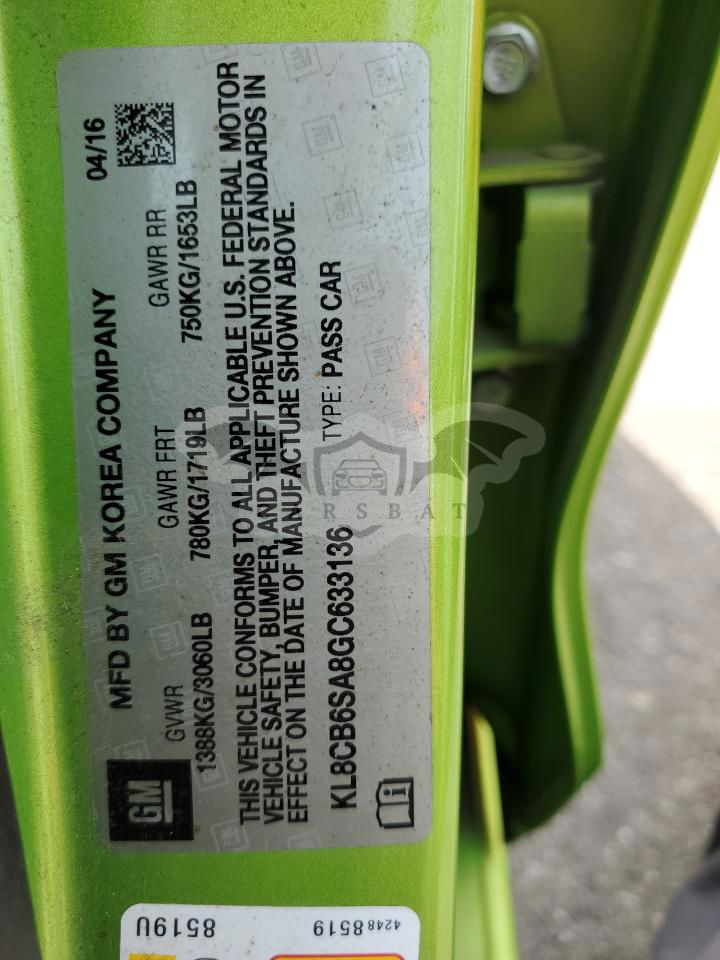 MFD BY GM KOREA COMPANY 04/16
GVWR GAWR FRT GAWR RR
1388KG/3060LB 780KG/1719LB 750KG/1653LB
THIS VEHICLE CONFORMS TO ALL APPLICABLE U.S. FEDERAL MOTOR
VEHICLE SAFETY, BUMPER, AND THEFT PREVENTION STANDARDS IN
EFFECT ON THE DATE OF MANUFACTURE SHOWN ABOVE.
KL8CB6SA8GC633136 TYPE: PASS CAR
GM
42488519
8519U